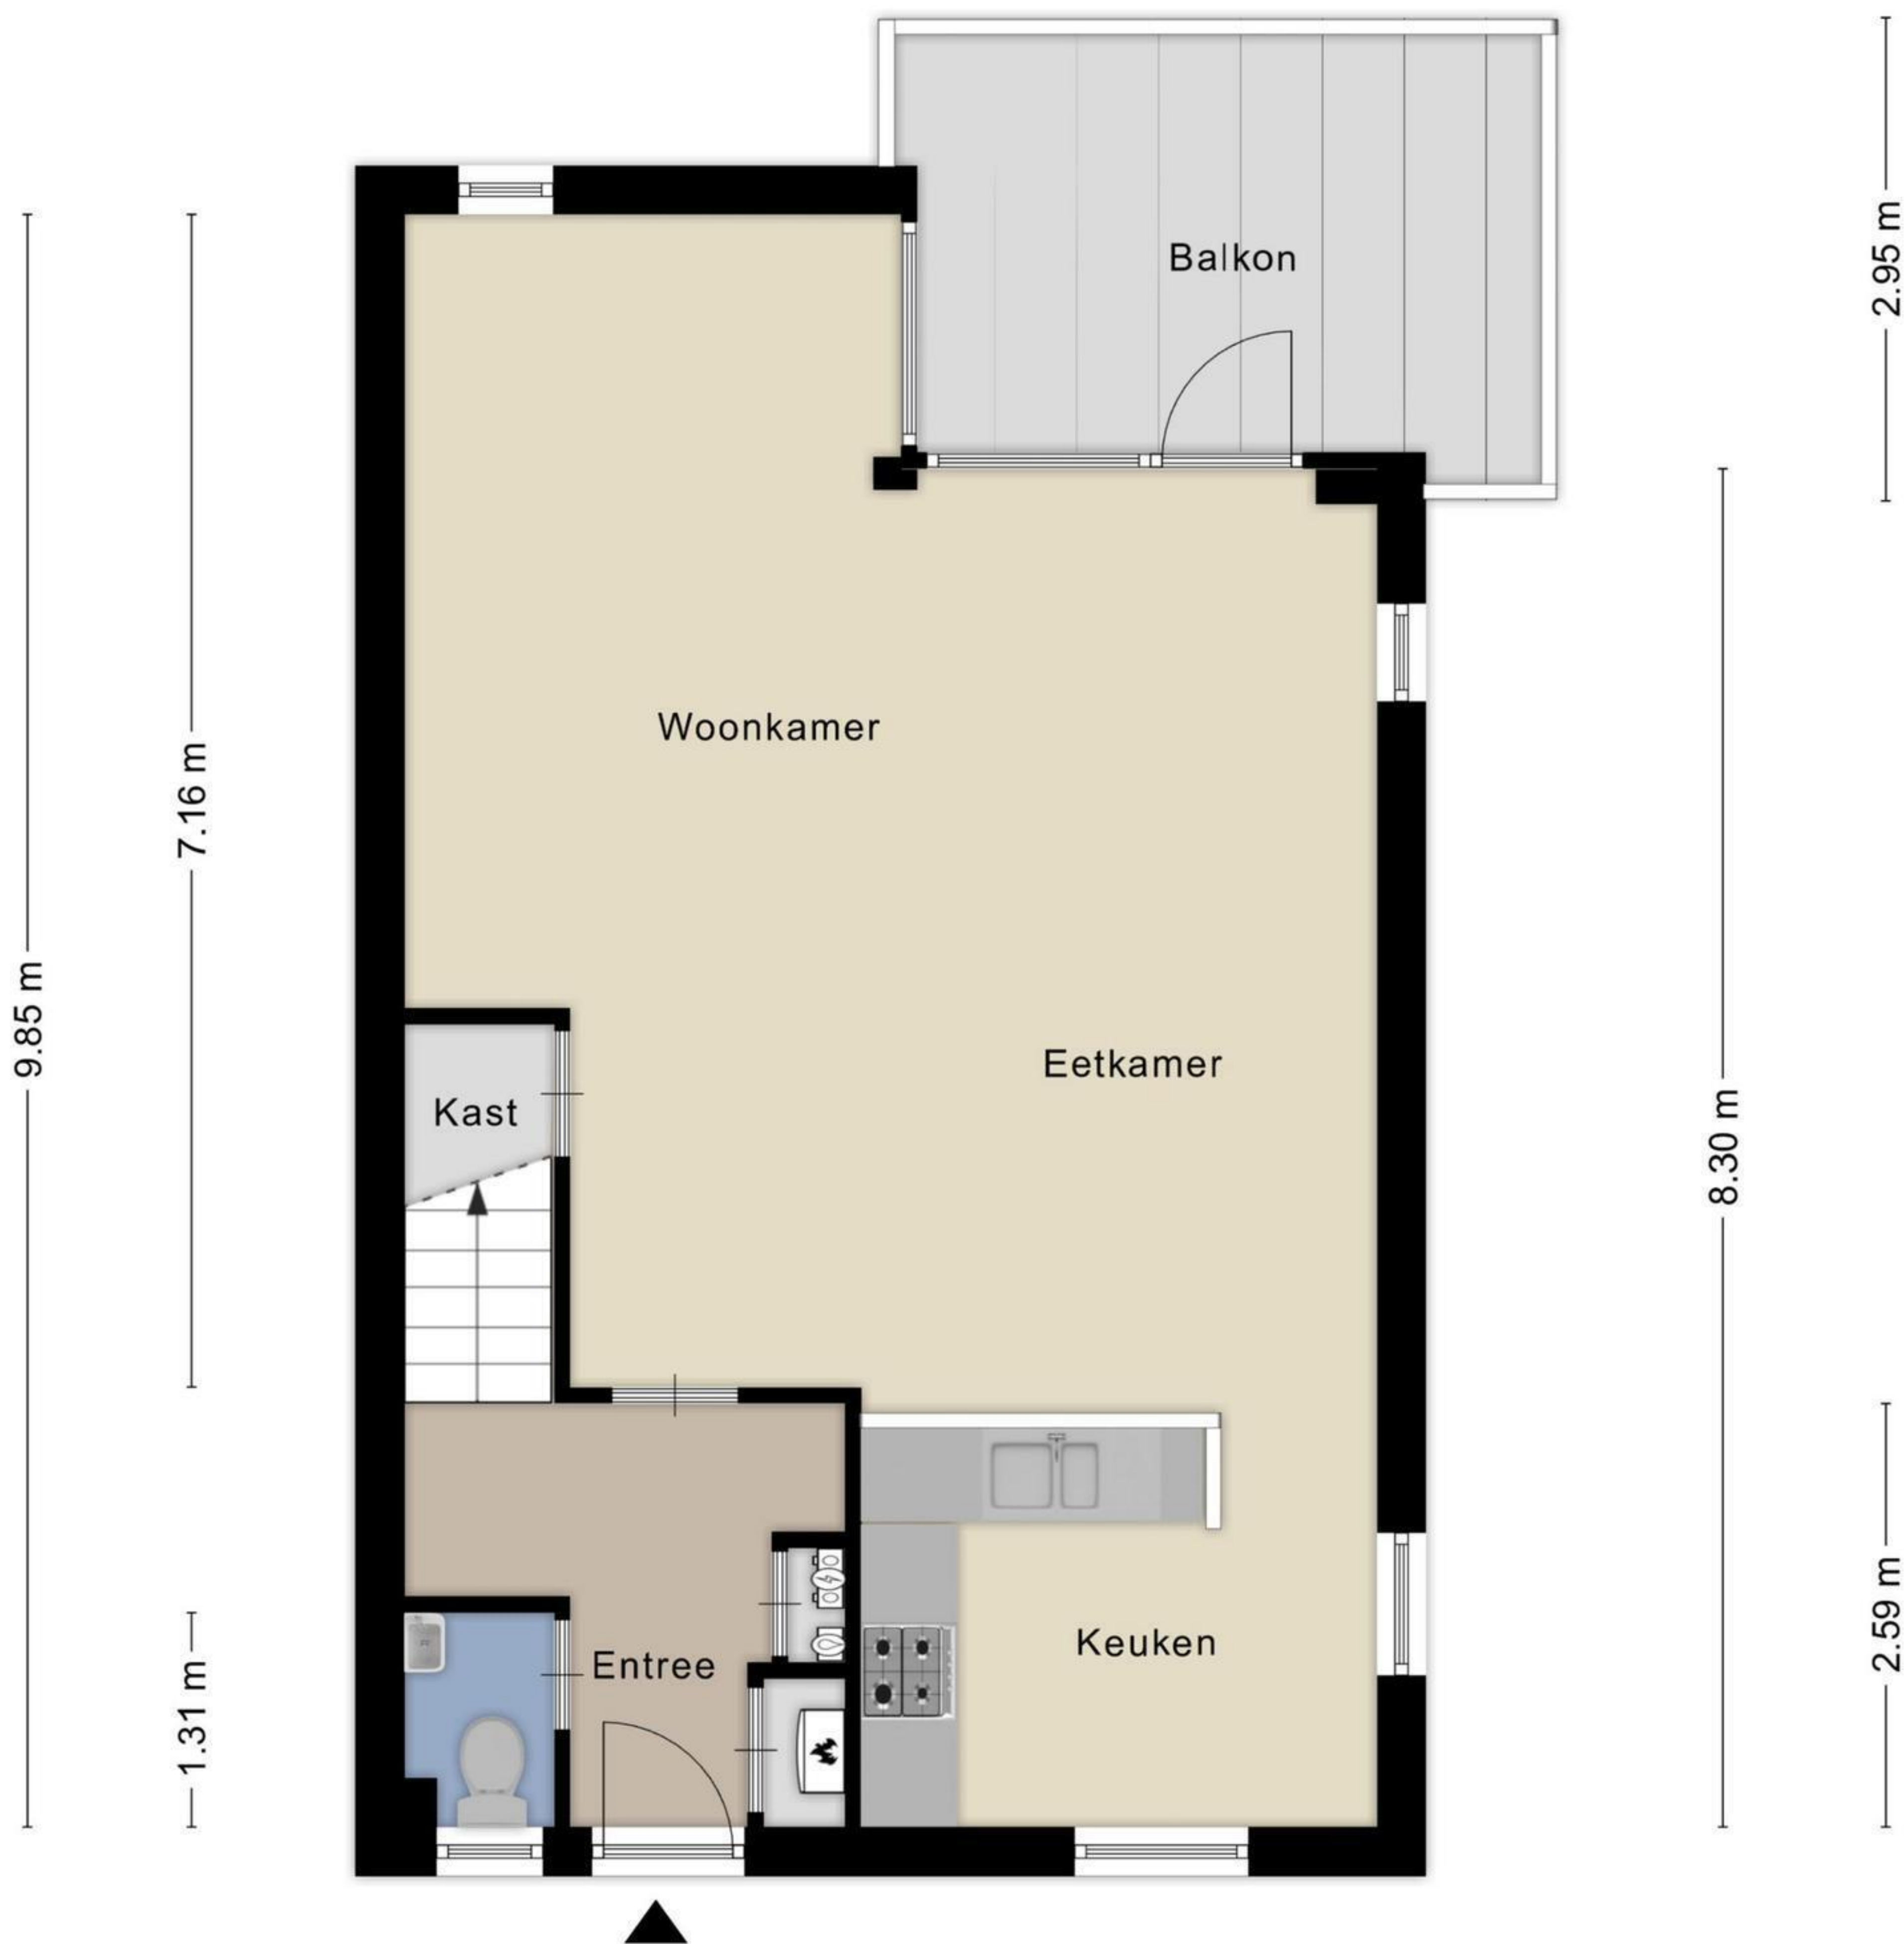 Balkon
2.95 m
Woonkamer
7.16 m
9.85 m
Eetkamer
Kast
8.30 m
Keuken
Entree
2.59 m
1.31 m